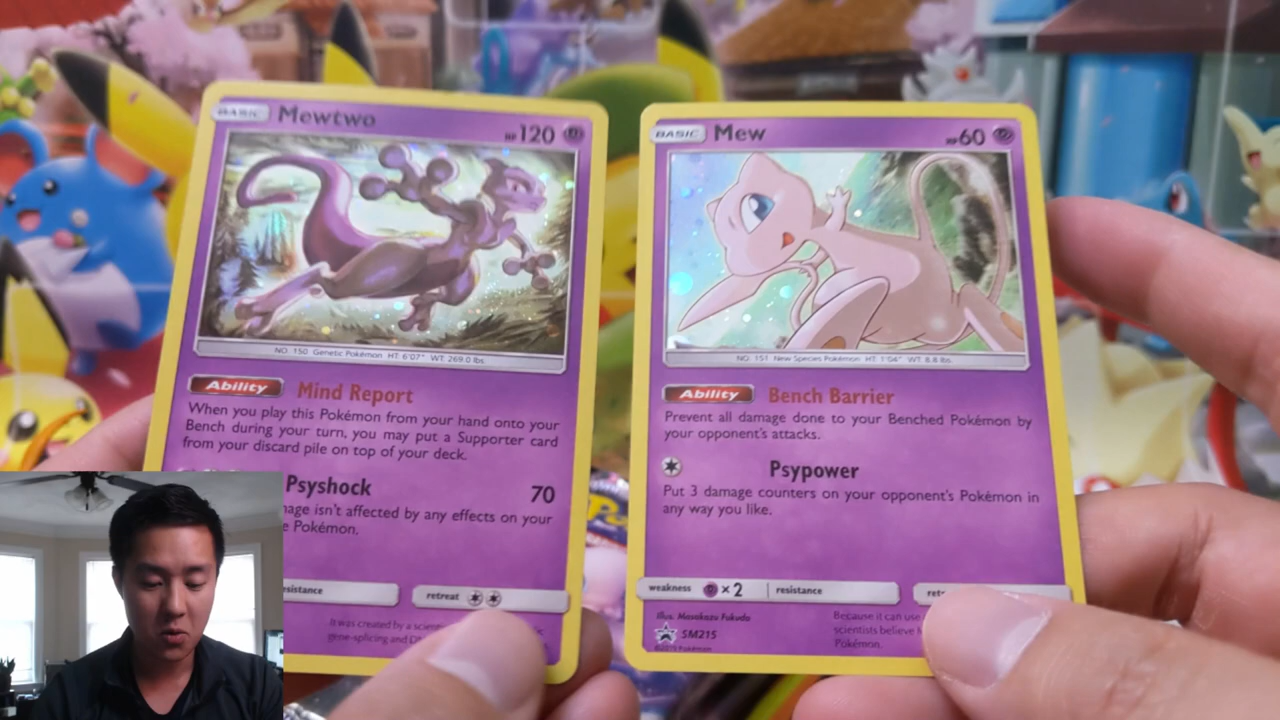 BASIC Mewtwo HP120
NO. 150 Genetic Pokémon HT: 6'07" WT: 269.0 lbs.
Ability Mind Report
When you play this Pokémon from your hand onto your
Bench during your turn, you may put a Supporter card
from your discard pile on top of your deck.
Psyshock 70
isn't affected by any effects on your
Pokémon.
retreat
It was created by a
gene-splicing and
BASIC Mew HP60
NO. 151 New Species Pokémon HT: 1'04" WT: 8.8 lbs.
Ability Bench Barrier
Prevent all damage done to your Benched Pokémon by
your opponent's attacks.
Psypower
Put 3 damage counters on your opponent's Pokémon in
any way you like.
weakness ×2 resistance
Illus. Masakazu Fukuda
SM215
©2019 Pokémon
Because it can use
scientists believe
Pokémon.